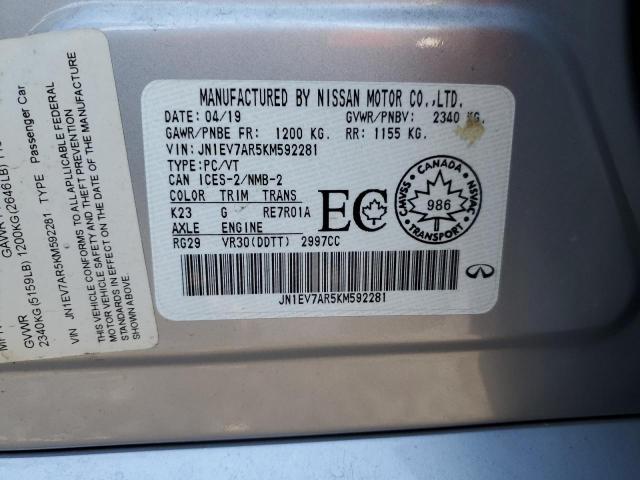 MANUFACTURED BY NISSAN MOTOR CO.,LTD.
DATE: 04/19 GVWR/PNBV: 2340 KG.
GAWR/PNBE FR: 1200 KG. RR: 1155 KG.
VIN: JN1EV7AR5KM592281
TYPE:PC/VT
CAN ICES-2/NMB-2
COLOR TRIM TRANS
K23 G RE7R01A
AXLE ENGINE
RG29 VR30(DDTT) 2997CC
EC
CANADA
CMVSS NSVAC
986
TRANSPORT
JN1EV7AR5KM592281
GVWR
2340KG(5159LB) 1200KG(2646LB)
VIN JN1EV7AR5KM592281 TYPE Passenger Car
THIS VEHICLE CONFORMS TO ALL APPLICABLE FEDERAL
MOTOR VEHICLE SAFETY AND THEFT PREVENTION
STANDARDS IN EFFECT ON THE DATE OF THE MANUFACTURE
SHOWN ABOVE